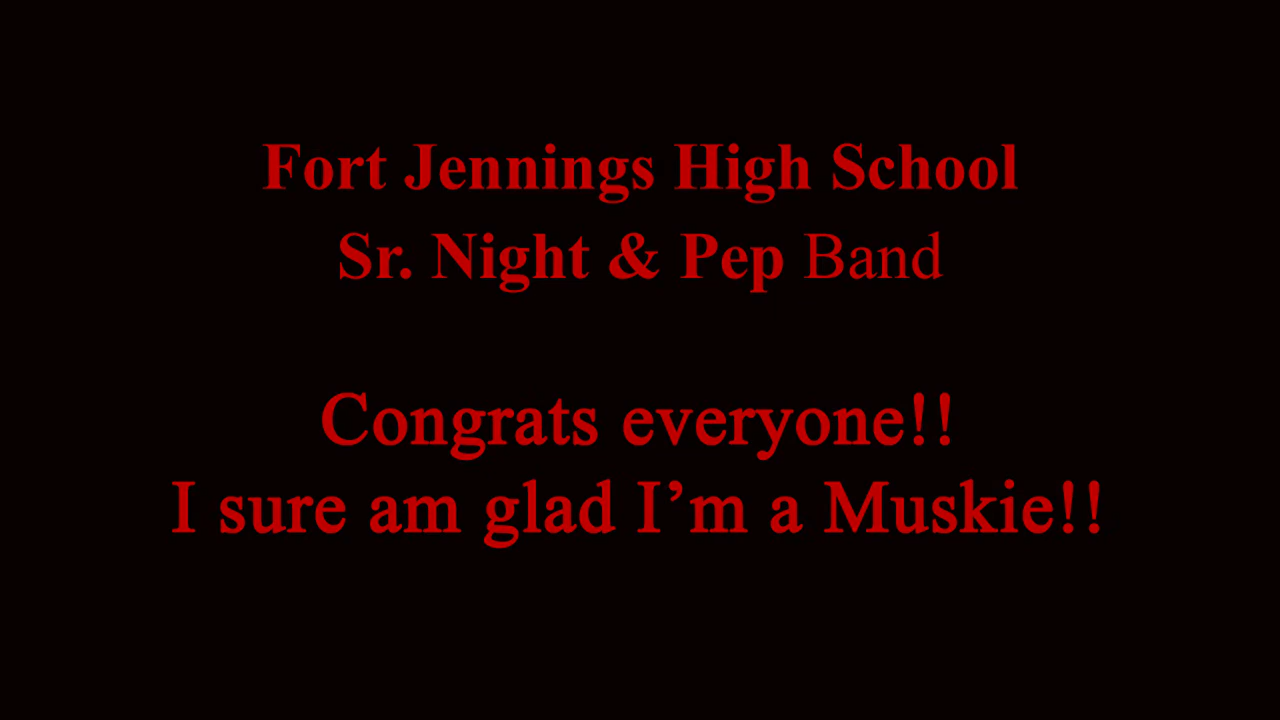 Fort Jennings High School
Sr. Night & Pep Band
Congrats everyone!!
I sure am glad I’m a Muskie!!